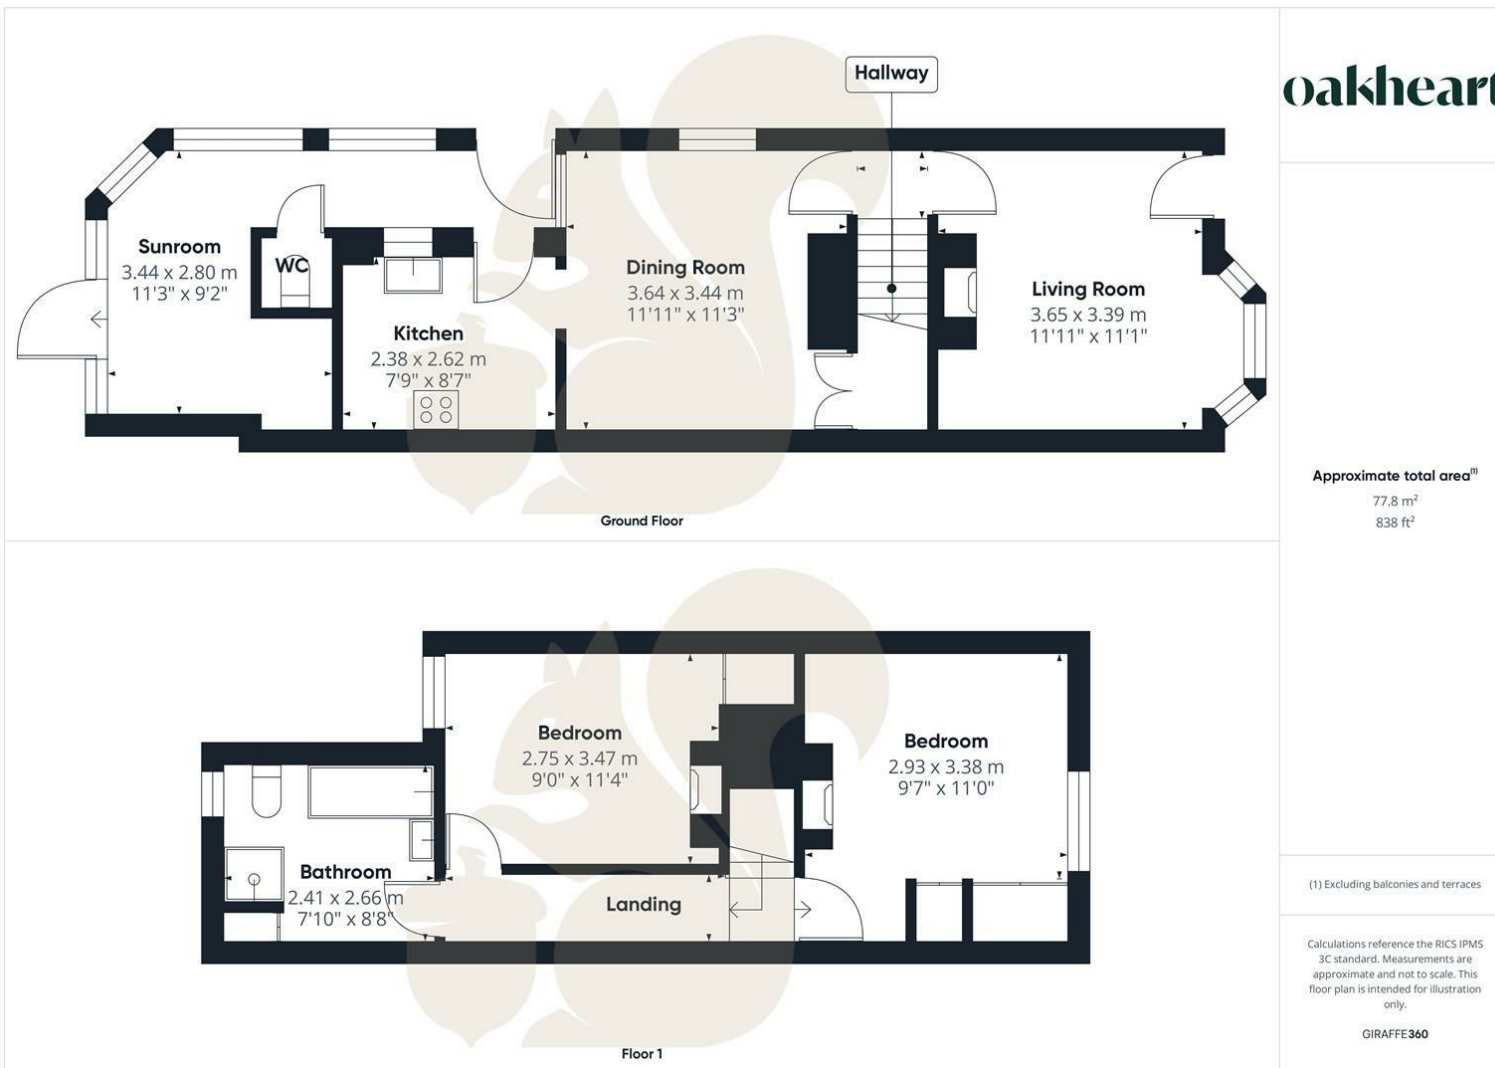 Hallway
oakheart
Sunroom
3.44 x 2.80 m
11'3" x 9'2"
WC
Kitchen
2.38 x 2.62 m
7'9" x 8'7"
Dining Room
3.64 x 3.44 m
11'11" x 11'3"
Living Room
3.65 x 3.39 m
11'11" x 11'1"
Ground Floor
Approximate total area(1)
77.8 m²
838 ft²
Bedroom
2.75 x 3.47 m
9'0" x 11'4"
Bedroom
2.93 x 3.38 m
9'7" x 11'0"
Bathroom
2.41 x 2.66 m
7'10" x 8'8"
Landing
Floor 1
(1) Excluding balconies and terraces
Calculations reference the RICS IPMS
3C standard. Measurements are
approximate and not to scale. This
floor plan is intended for illustration
only.
GIRAFFE360